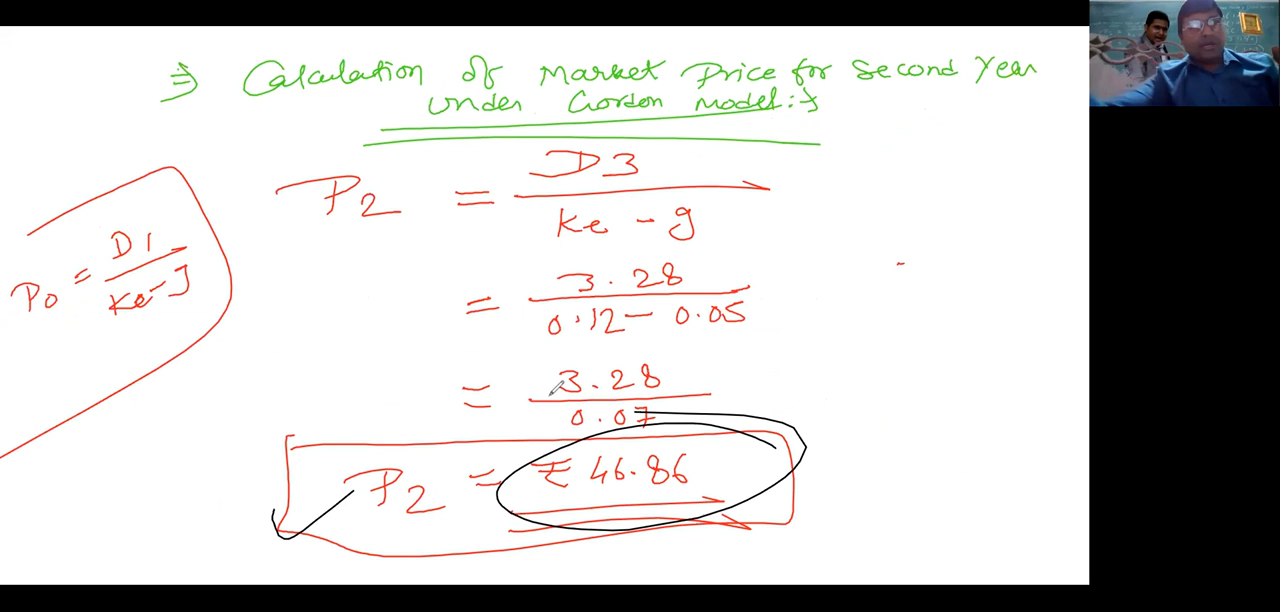 ⇒ Calculation of Market Price for Second Year
under Gordon Model:→
P2 = D3
Ke - g
= 3.28
0.12 - 0.05
= 3.28
0.07
P2 = ₹ 46.86
P0 = D1
Ke - g